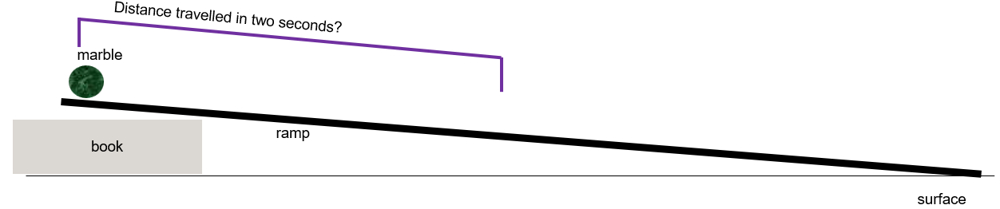 Distance travelled in two seconds?
marble
ramp
book
surface